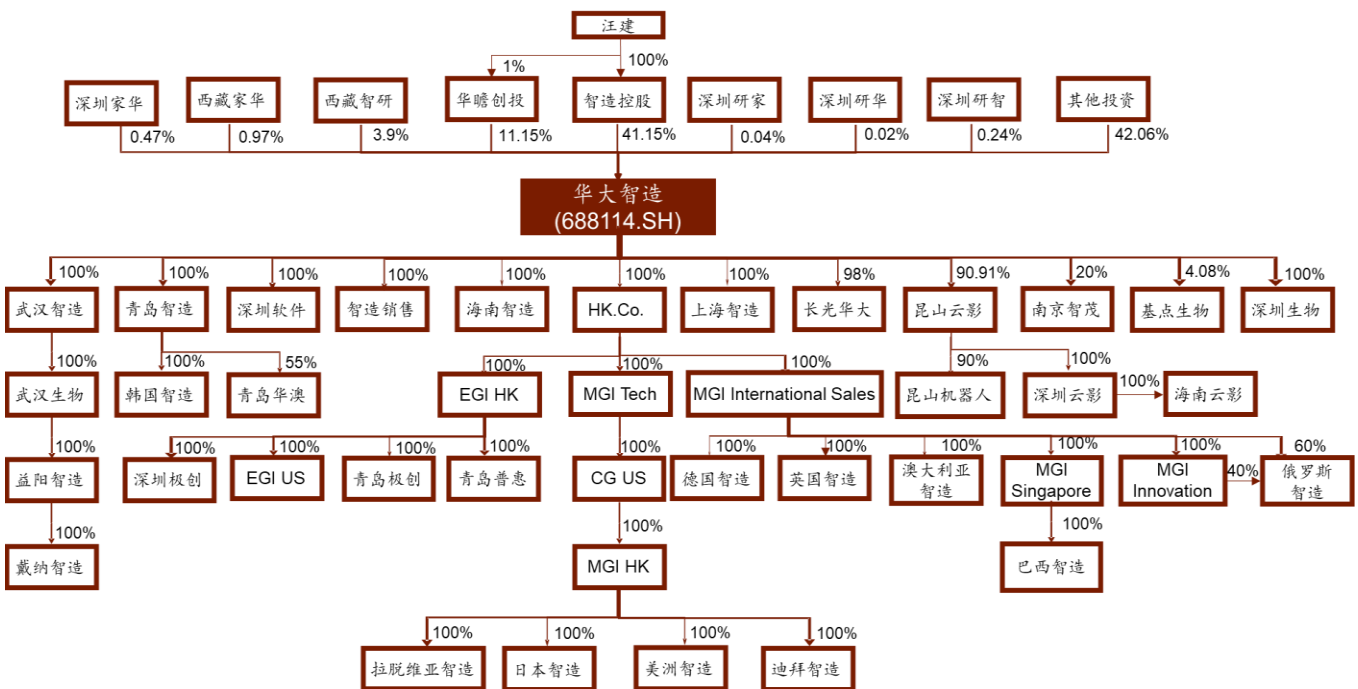 汪建
1%
100%
深圳家华
西藏家华
西藏智研
华瞻创投
智造控股
深圳研家
深圳研华
深圳研智
其他投资
0.47%
0.97%
3.9%
11.15%
41.15%
0.04%
0.02%
0.24%
42.06%
华大智造
(688114.SH)
100%
100%
100%
100%
100%
100%
100%
98%
90.91%
20%
4.08%
100%
武汉智造
青岛智造
深圳软件
智造销售
海南智造
HK.Co.
上海智造
长光华大
昆山云影
南京智茂
基点生物
深圳生物
100%
100%
55%
100%
100%
100%
90%
100%
武汉生物
韩国智造
青岛华澳
EGI HK
MGI Tech
MGI International Sales
昆山机器人
深圳云影
100%
海南云影
100%
100%
100%
100%
100%
100%
100%
100%
100%
100%
100%
60%
益阳智造
深圳极创
EGI US
青岛极创
青岛普惠
CG US
德国智造
英国智造
澳大利亚
智造
MGI
Singapore
MGI
Innovation
40%
俄罗斯
智造
100%
100%
100%
戴纳智造
MGI HK
巴西智造
100%
100%
100%
100%
拉脱维亚智造
日本智造
美洲智造
迪拜智造